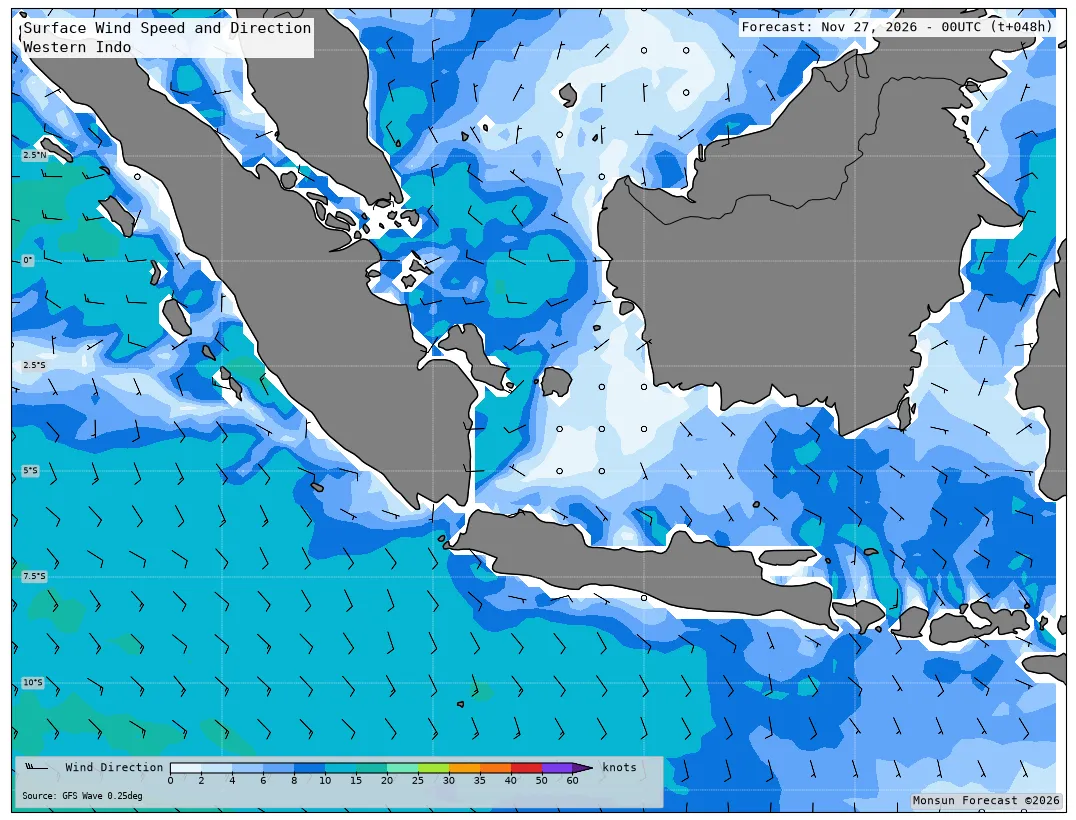 Surface Wind Speed and Direction
Western Indo
Forecast: Nov 27, 2026 - 00UTC (t+048h)
2.5°N
0°
2.5°S
5°S
7.5°S
10°S
Wind Direction
0 2 4 6 8 10 15 20 25 30 40 50 60
knots
Source: GFS Wave 0.25deg
Monsun Forecast ©2026